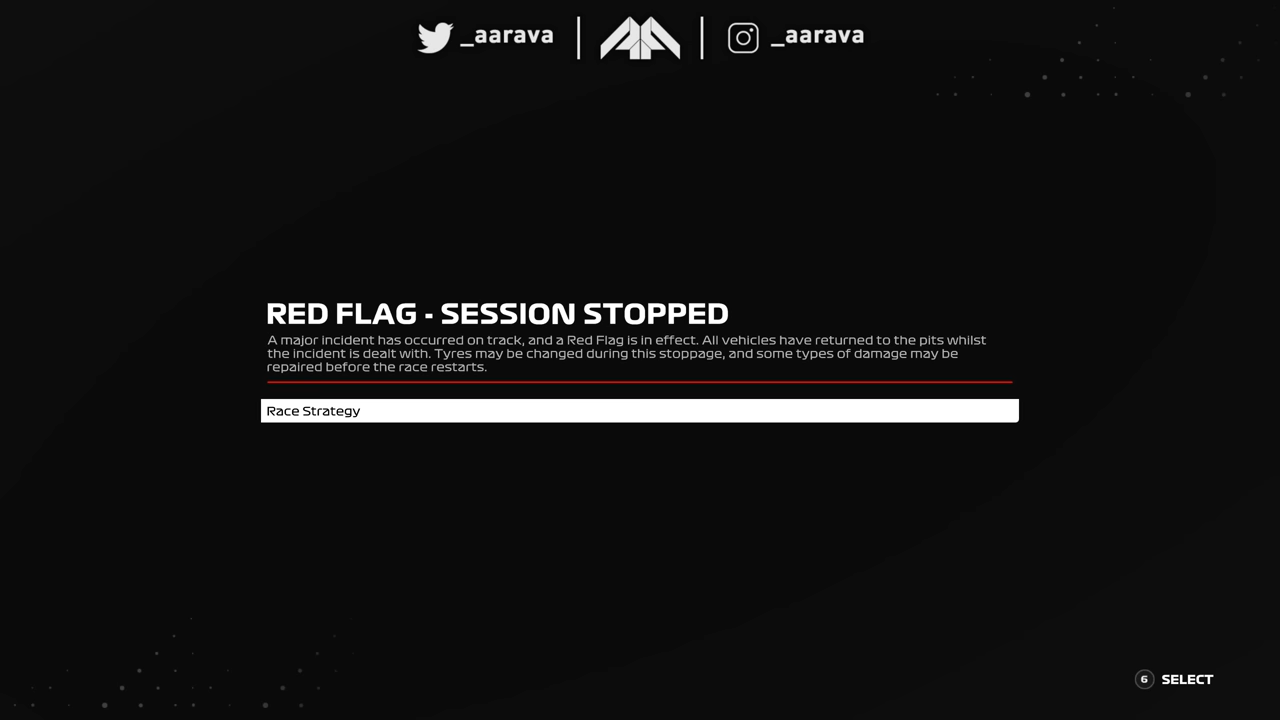 _aarava
_aarava
RED FLAG - SESSION STOPPED
A major incident has occurred on track, and a Red Flag is in effect. All vehicles have returned to the pits whilst
the incident is dealt with. Tyres may be changed during this stoppage, and some types of damage may be
repaired before the race restarts.
Race Strategy
6 SELECT